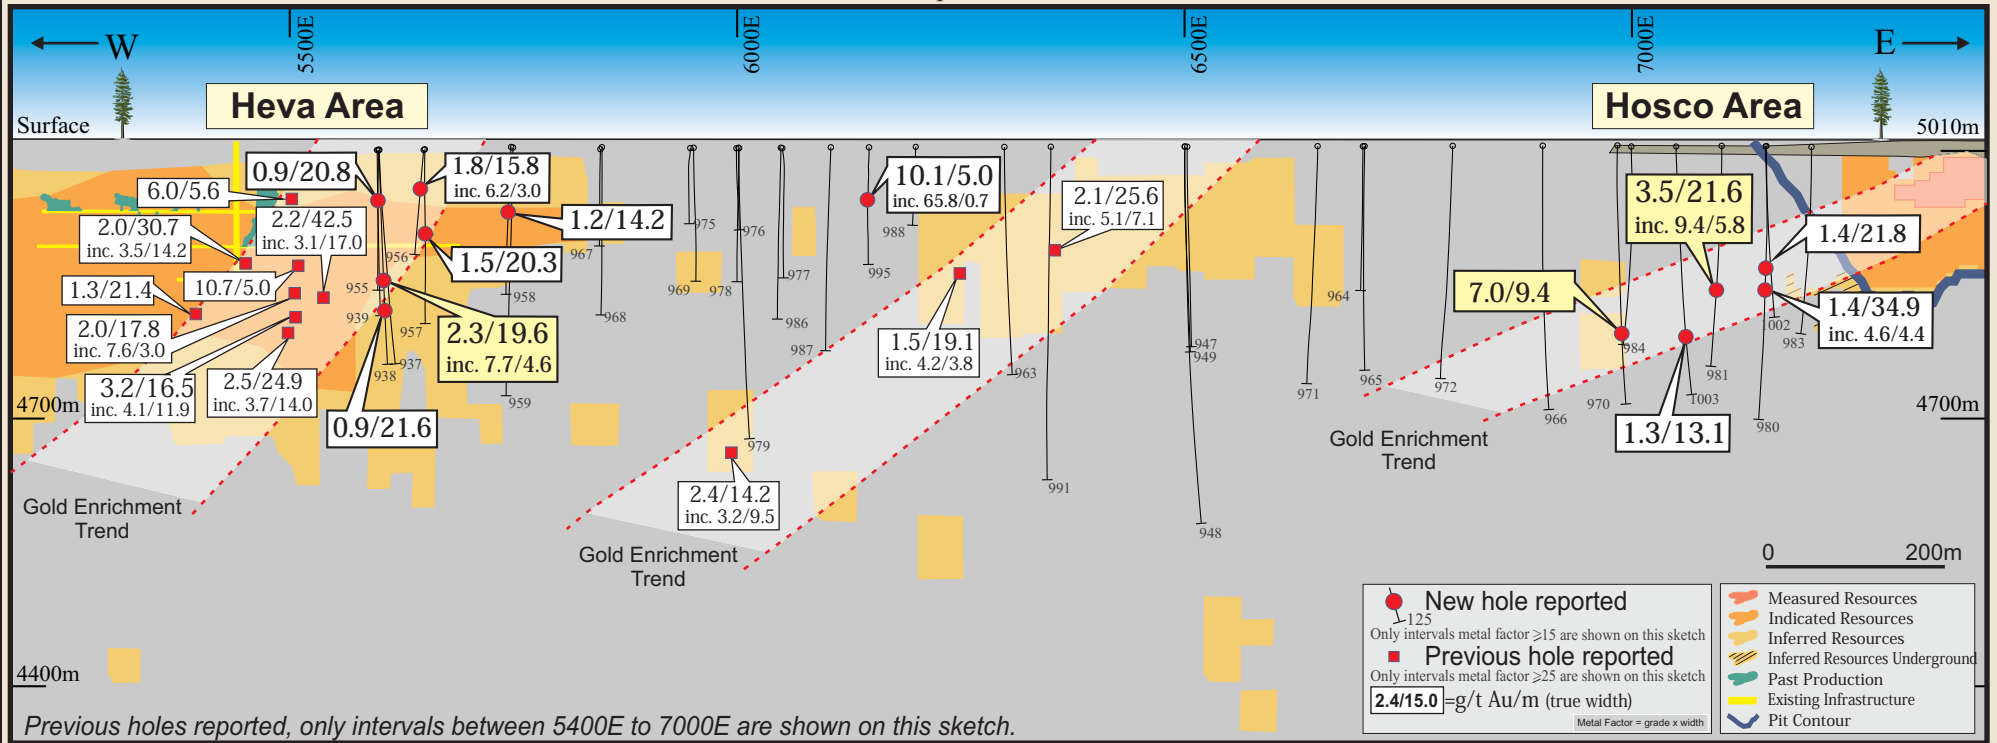 5500E
6000E
6500E
7000E
W
E
Heva Area
Hosco Area
Surface
5010m
0.9/20.8
1.8/15.8
inc. 6.2/3.0
6.0/5.6
2.2/42.5
inc. 3.1/17.0
2.0/30.7
inc. 3.5/14.2
10.7/5.0
1.3/21.4
2.0/17.8
inc. 7.6/3.0
3.2/16.5
inc. 4.1/11.9
2.5/24.9
inc. 3.7/14.0
0.9/21.6
1.2/14.2
1.5/20.3
2.3/19.6
inc. 7.7/4.6
10.1/5.0
inc. 65.8/0.7
2.1/25.6
inc. 5.1/7.1
1.5/19.1
inc. 4.2/3.8
2.4/14.2
inc. 3.2/9.5
3.5/21.6
inc. 9.4/5.8
1.4/21.8
7.0/9.4
1.4/34.9
inc. 4.6/4.4
1.3/13.1
956
955
939
957
937
938
967
958
968
959
975
976
969
978
977
986
987
979
988
995
963
991
947
949
948
964
971
965
972
966
984
970
981
1003
1002
983
980
4700m
4700m
4400m
Gold Enrichment
Trend
Gold Enrichment
Trend
Gold Enrichment
Trend
0
200m
New hole reported
125
Only intervals metal factor ≥15 are shown on this sketch
Previous hole reported
Only intervals metal factor ≥25 are shown on this sketch
2.4/15.0 =g/t Au/m (true width)
Metal Factor = grade x width
Measured Resources
Indicated Resources
Inferred Resources
Inferred Resources Underground
Past Production
Existing Infrastructure
Pit Contour
Previous holes reported, only intervals between 5400E to 7000E are shown on this sketch.